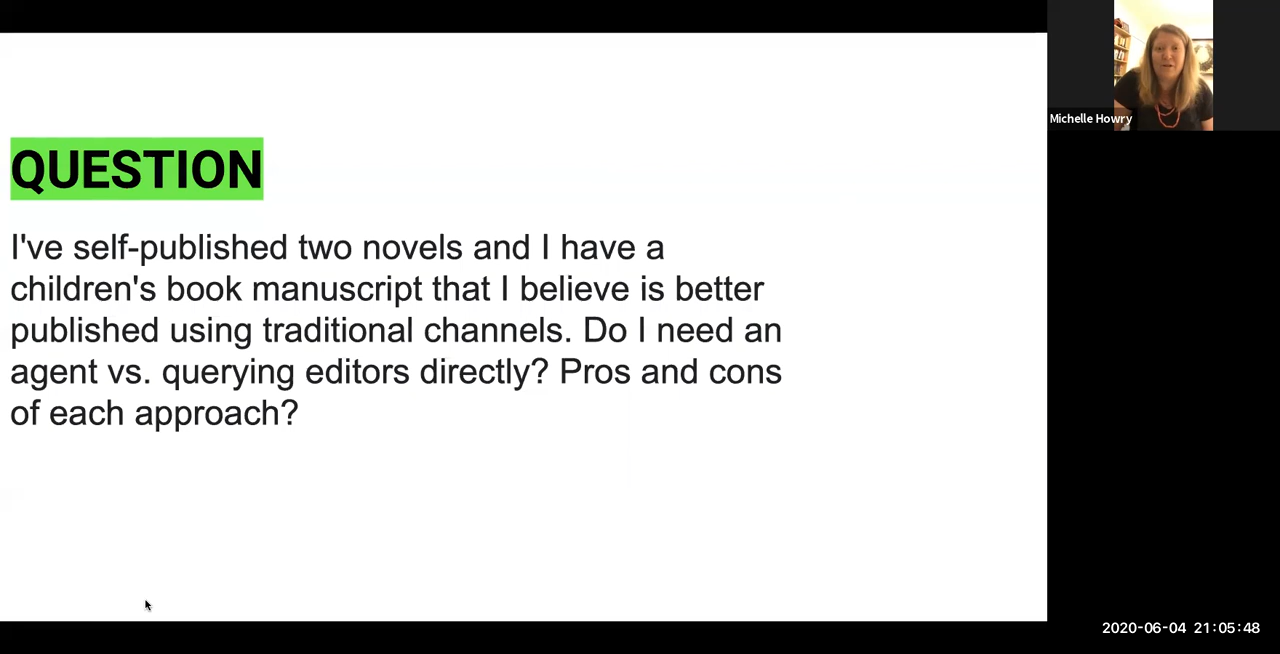 QUESTION
I've self-published two novels and I have a
children's book manuscript that I believe is better
published using traditional channels. Do I need an
agent vs. querying editors directly? Pros and cons
of each approach?
Michelle Howry
2020-06-04 21:05:48